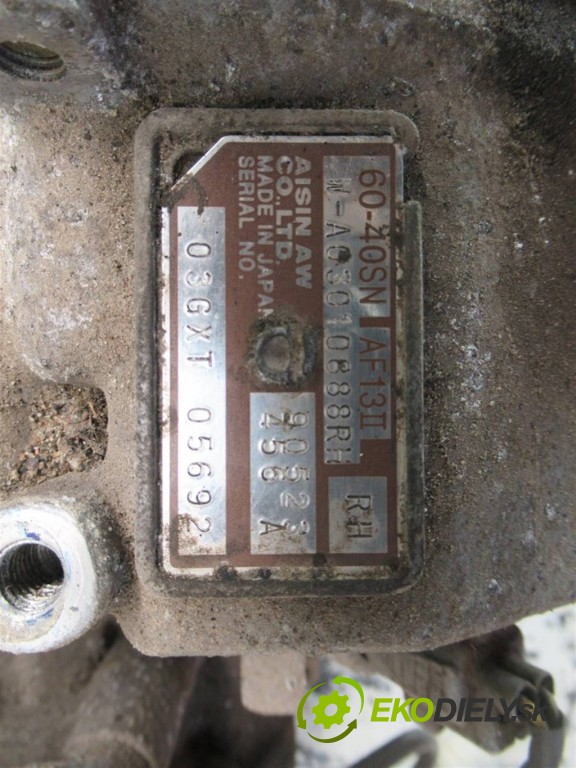 60-40SN AF13II
W-A03010688RH RH
AISIN AW
CO.,LTD
MADE IN JAPAN
SERIAL NO.
90523
456 A
03GXT 05692
EKODIELY.SK